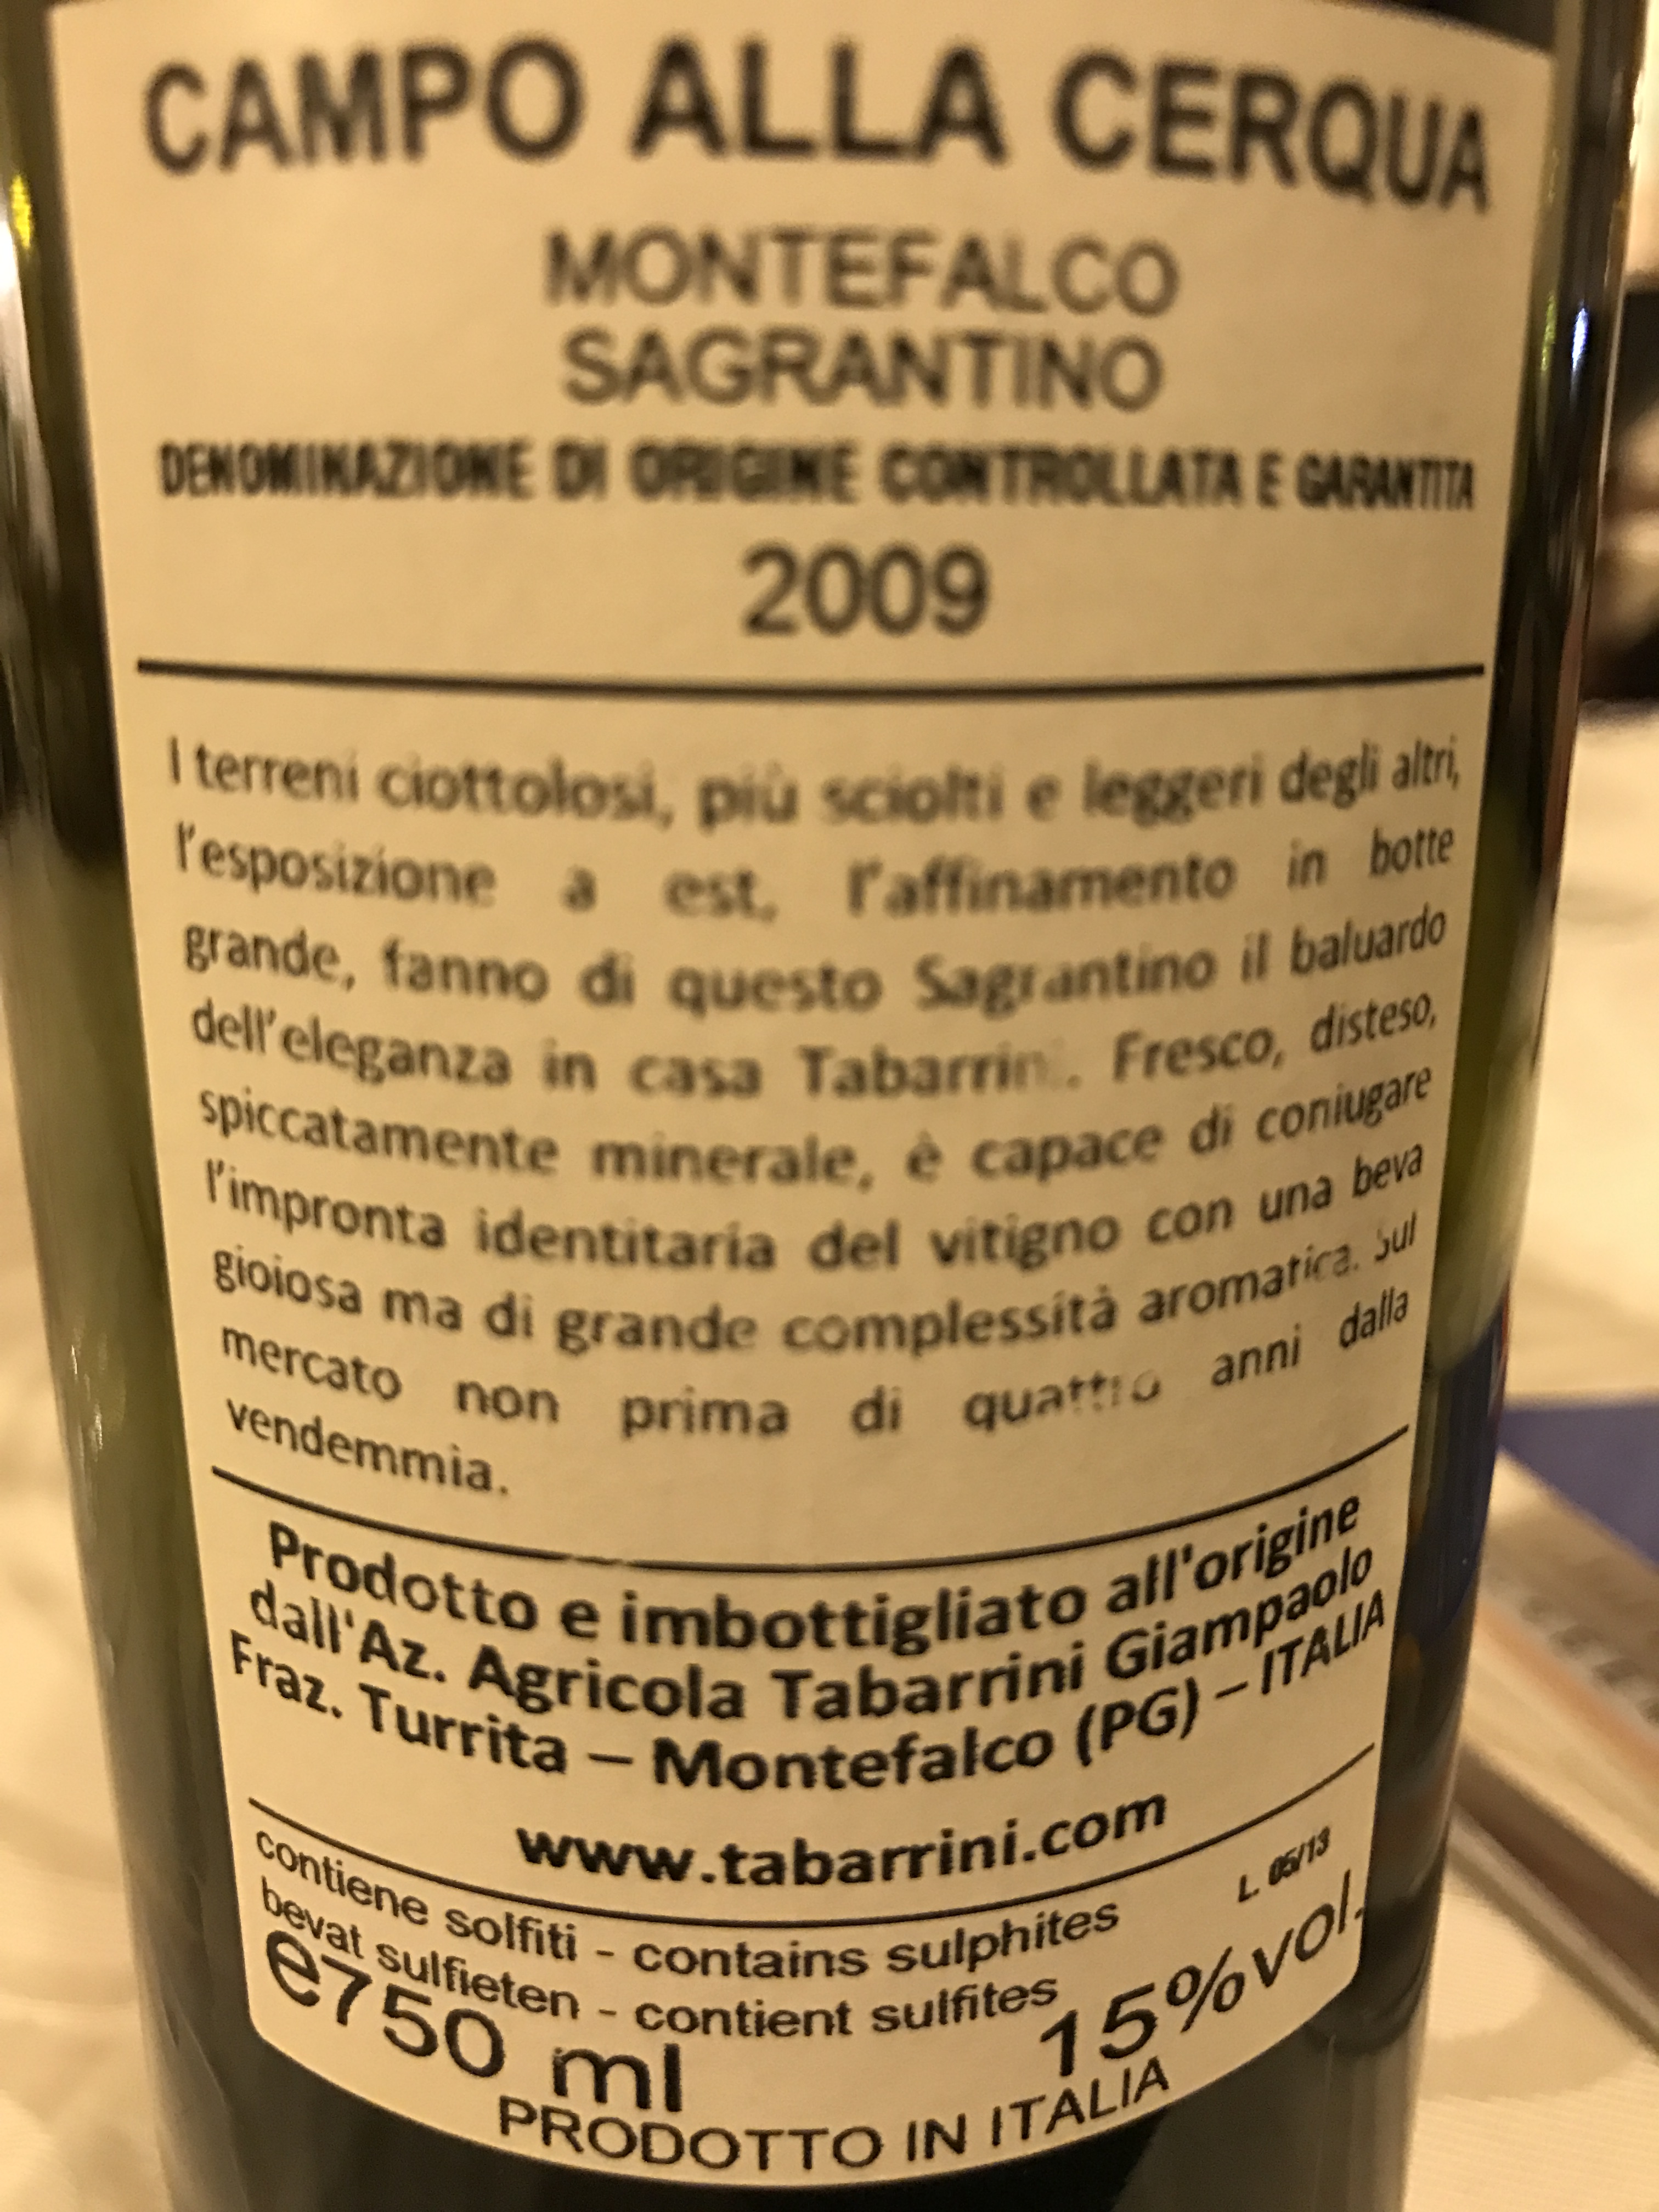 CAMPO ALLA CERQUA
MONTEFALCO
SAGRANTINO
DENOMINAZIONE DI ORIGINE CONTROLLATA E GARANTITA
2009
I terreni ciottolosi, più sciolti e leggeri degli altri,
l'esposizione a est, l'affinamento in botte
grande, fanno di questo Sagrantino il baluardo
dell'eleganza in casa Tabarrini. Fresco, disteso,
spiccatamente minerale, è capace di coniugare
l'impronta identitaria del vitigno con una beva
gioiosa ma di grande complessità aromatica. Sul
mercato non prima di quattro anni dalla
vendemmia.
Prodotto e imbottigliato all'origine
dall'Az. Agricola Tabarrini Giampaolo
Fraz. Turrita – Montefalco (PG) – ITALIA
www.tabarrini.com
L. 05/13
contiene solfiti - contains sulphites
bevat sulfieten - contient sulfites
e750 ml 15%vol.
PRODOTTO IN ITALIA